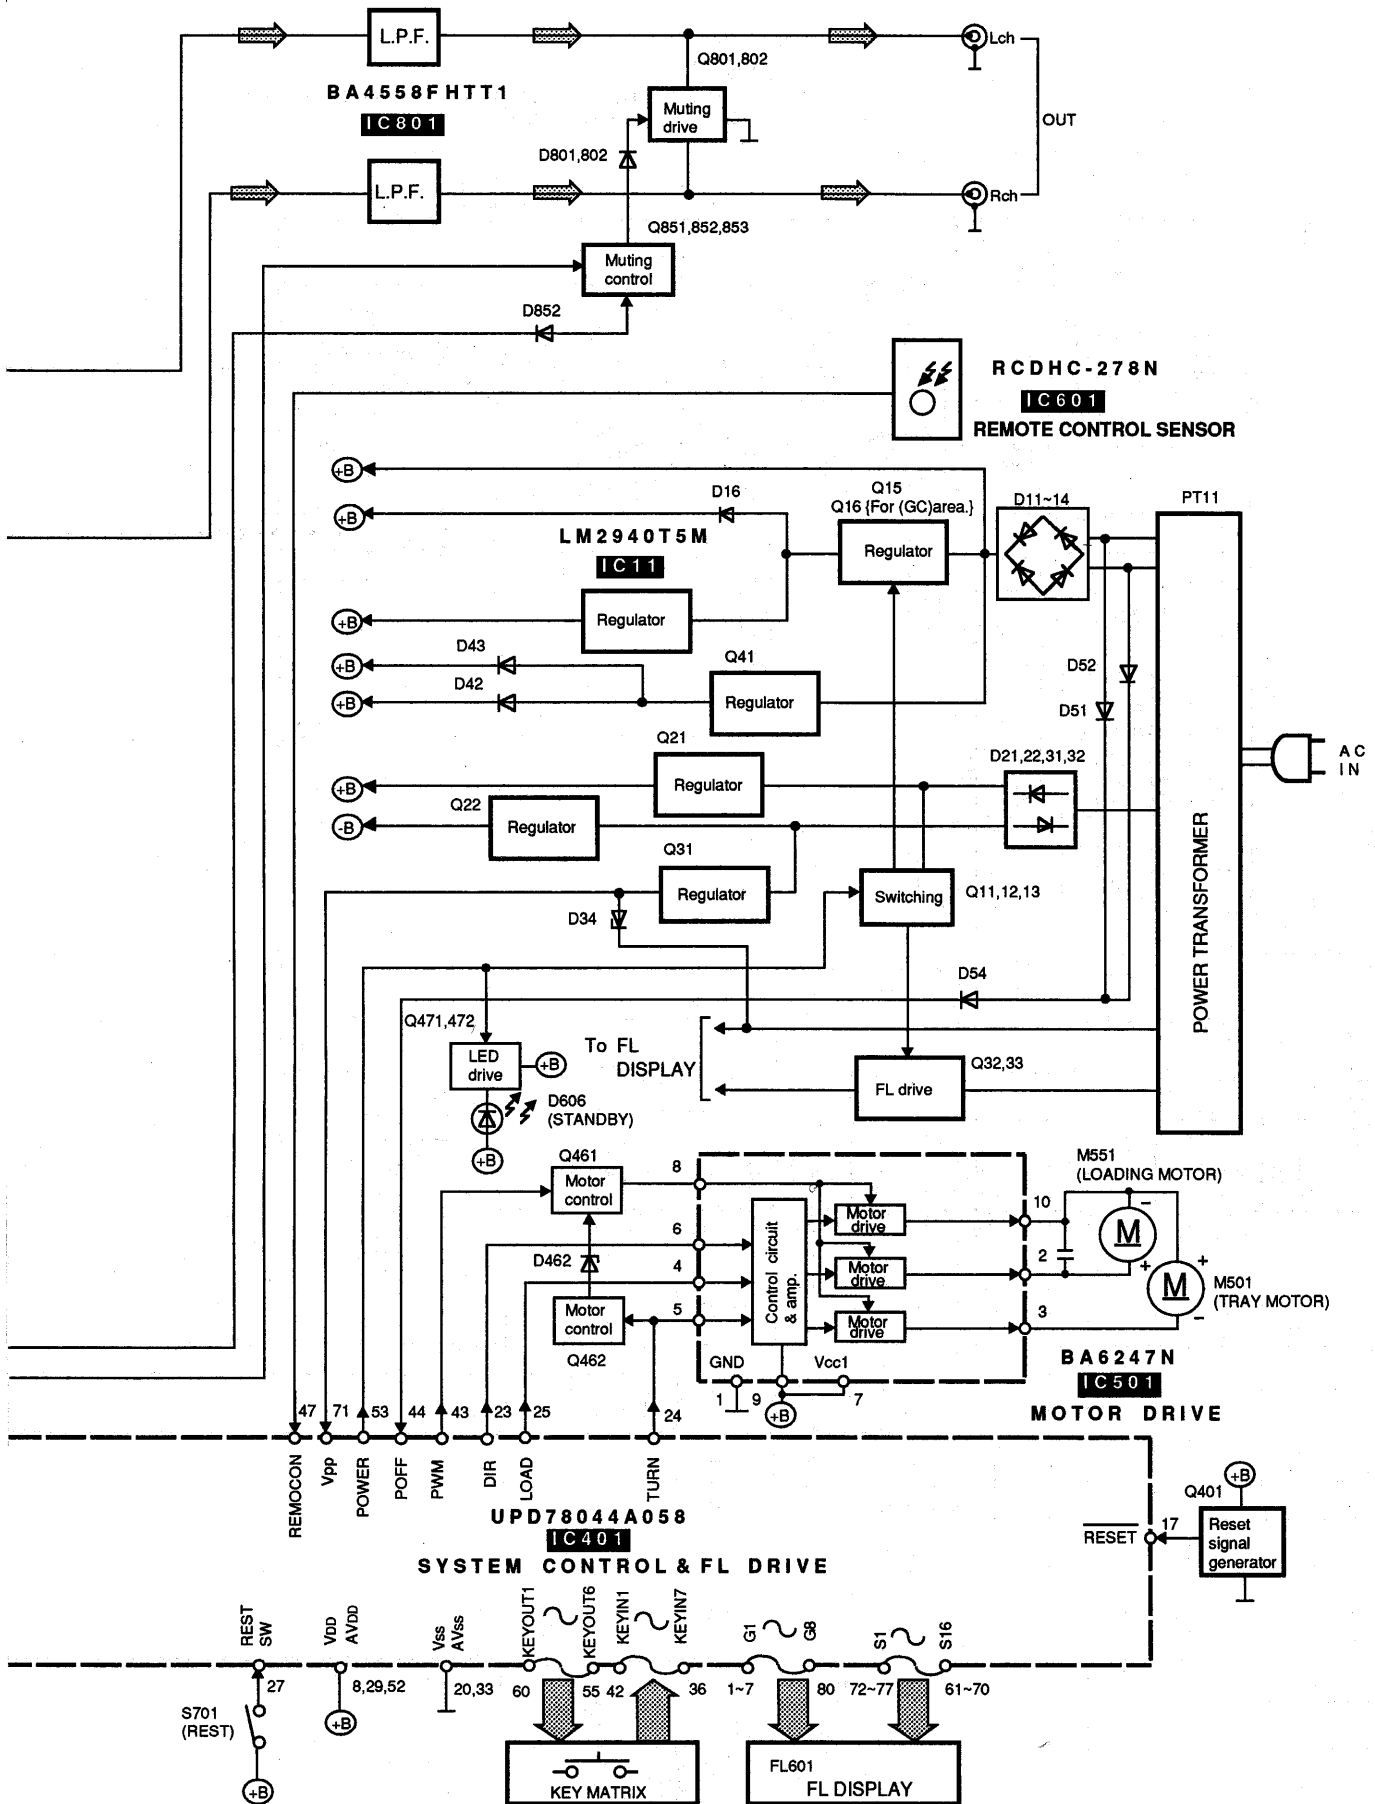 L.P.F.
Lch
Q801,802
BA4558FHTT1
IC801
Muting
drive
OUT
D801,802
L.P.F.
Rch
Q851,852,853
Muting
control
D852
RCDHC-278N
IC601
REMOTE CONTROL SENSOR
+B
Q15
D16
Q16 {For (GC)area.}
D11~14
PT11
+B
LM2940T5M
IC11
Regulator
+B
Regulator
D43
+B
Q41
D52
D42
+B
Regulator
D51
Q21
D21,22,31,32
AC
IN
+B
Regulator
Q22
-B
Regulator
Q31
Regulator
Switching
Q11,12,13
D34
POWER TRANSFORMER
D54
Q471,472
To FL
DISPLAY
LED
drive
+B
Q32,33
FL drive
D606
(STANDBY)
+B
Q461
Motor
control
8
M551
(LOADING MOTOR)
10
Motor
drive
M
–
+
6
D462
Control circuit
& amp.
2
4
Motor
drive
M
+
–
M501
(TRAY MOTOR)
5
Motor
control
Motor
drive
3
Q462
GND
Vcc1
BA6247N
IC501
1
9
+B
7
MOTOR DRIVE
47
71
53
44
43
23
25
24
REMOCON
Vpp
POWER
POFF
PWM
DIR
LOAD
TURN
UPD78044A058
IC401
SYSTEM CONTROL & FL DRIVE
+B
Q401
RESET
17
Reset
signal
generator
REST
SW
VDD
AVDD
Vss
AVss
KEYOUT1
KEYOUT6
KEYIN1
KEYIN7
G1
G8
S1
S16
27
8,29,52
20,33
60
55
42
36
1~7
80
72~77
61~70
S701
(REST)
+B
+B
KEY MATRIX
FL601
FL DISPLAY